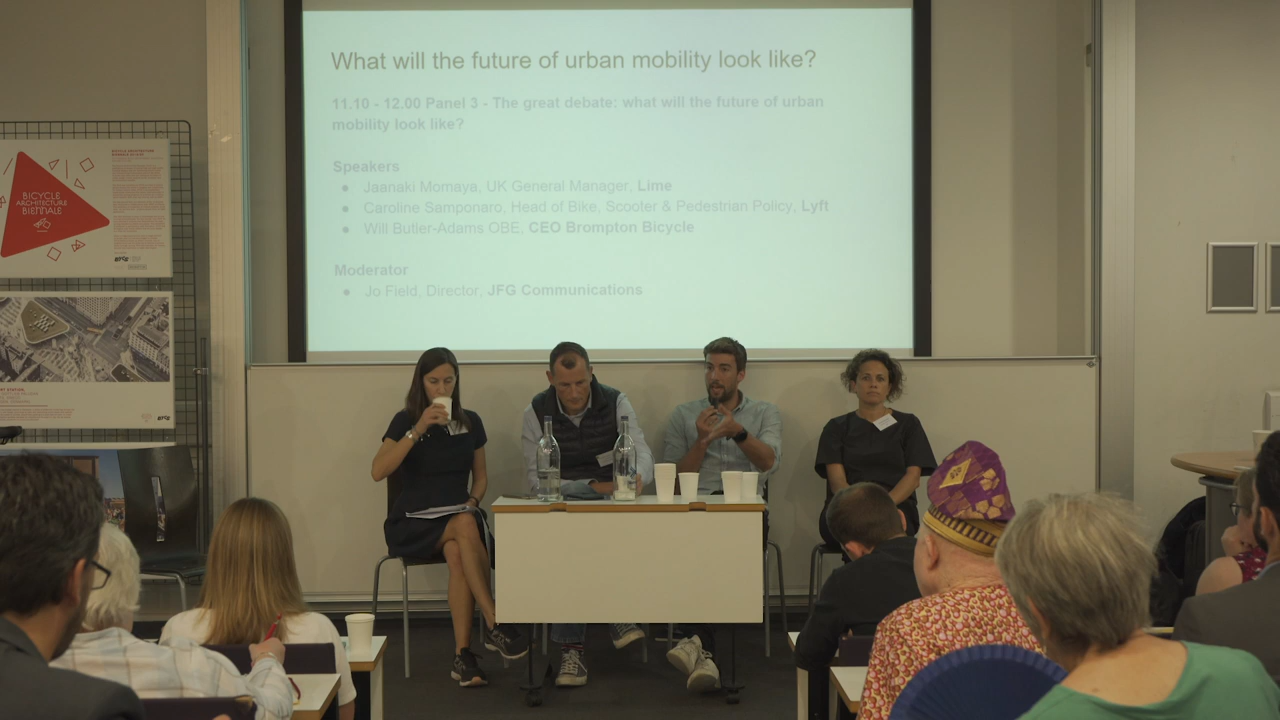 What will the future of urban mobility look like?
11.10 - 12.00 Panel 3 - The great debate: what will the future of urban
mobility look like?
Speakers
● Jaanaki Momaya, UK General Manager, Lime
● Caroline Samponaro, Head of Bike, Scooter & Pedestrian Policy, Lyft
● Will Butler-Adams OBE, CEO Brompton Bicycle
Moderator
● Jo Field, Director, JFG Communications
BICYCLE
ARCHITECTURE
BIENNALE